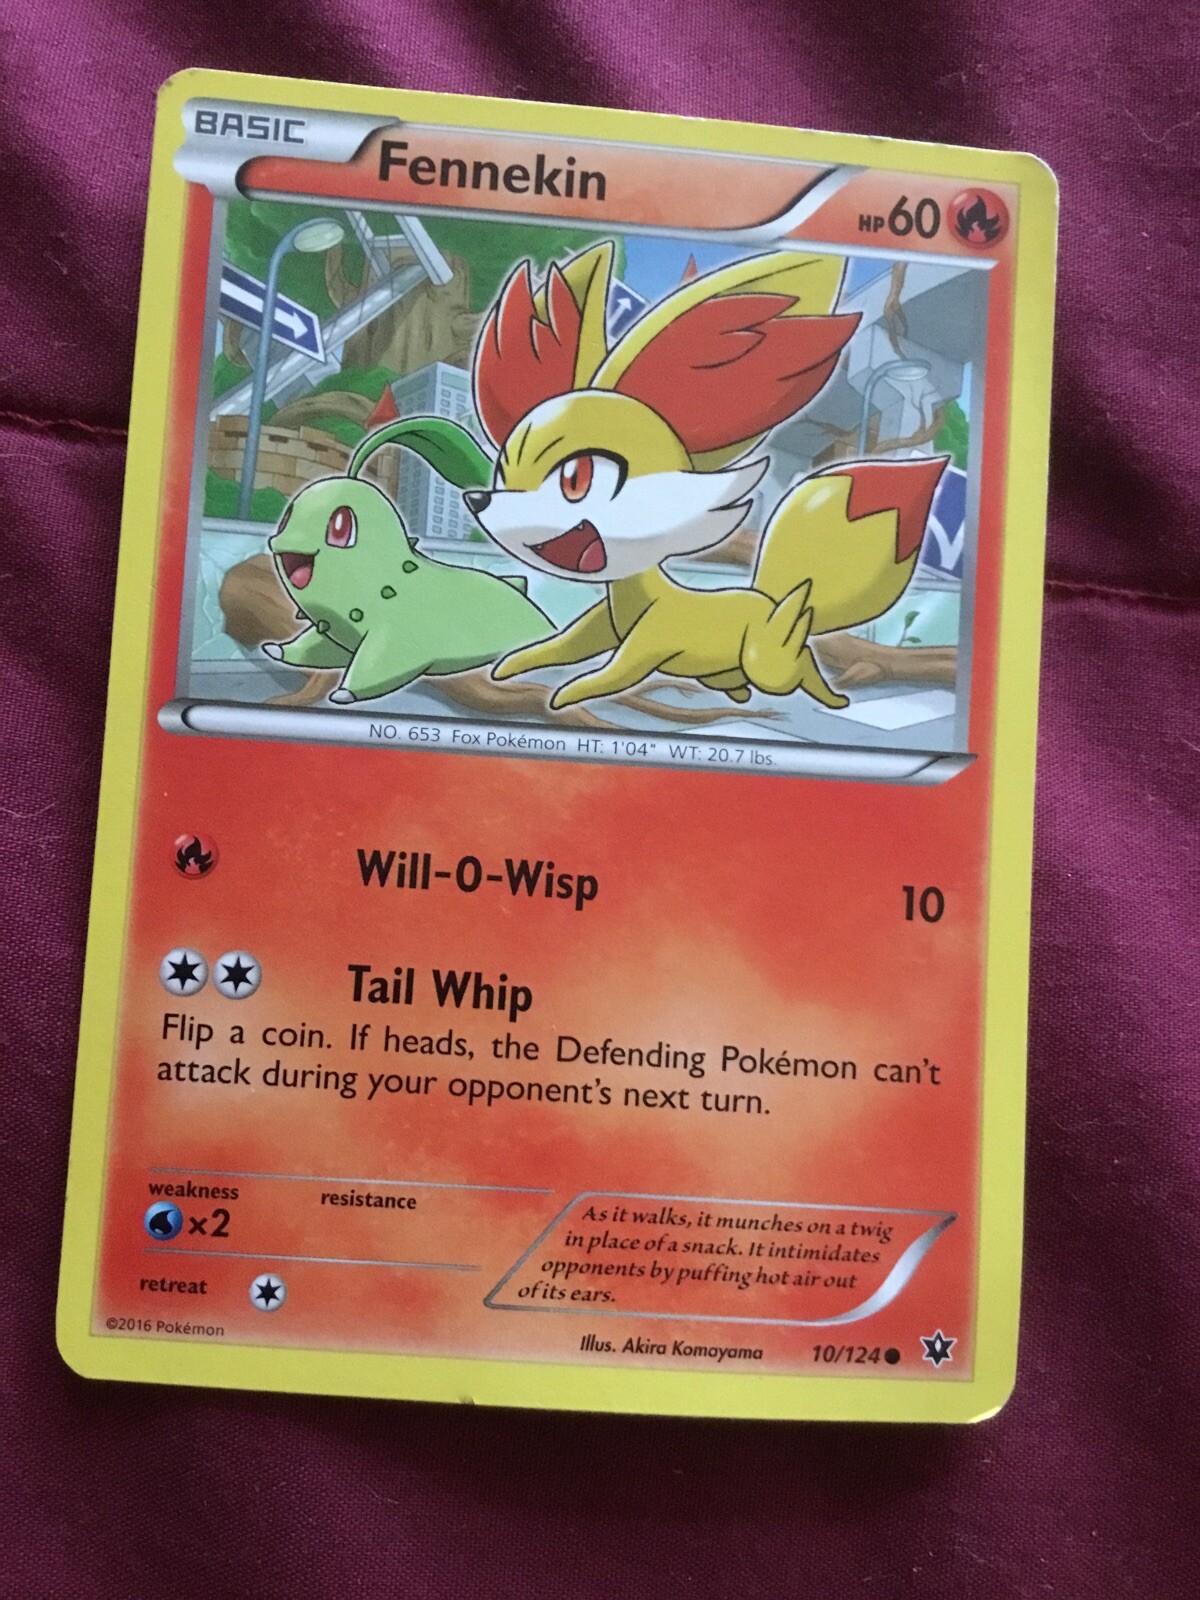 BASIC
Fennekin
HP60
NO. 653 Fox Pokémon HT: 1'04" WT: 20.7 lbs.
Will-O-Wisp
10
Tail Whip
Flip a coin. If heads, the Defending Pokémon can't
attack during your opponent's next turn.
weakness
resistance
×2
As it walks, it munches on a twig
in place of a snack. It intimidates
opponents by puffing hot air out
of its ears.
retreat
©2016 Pokémon
Illus. Akira Komayama
10/124